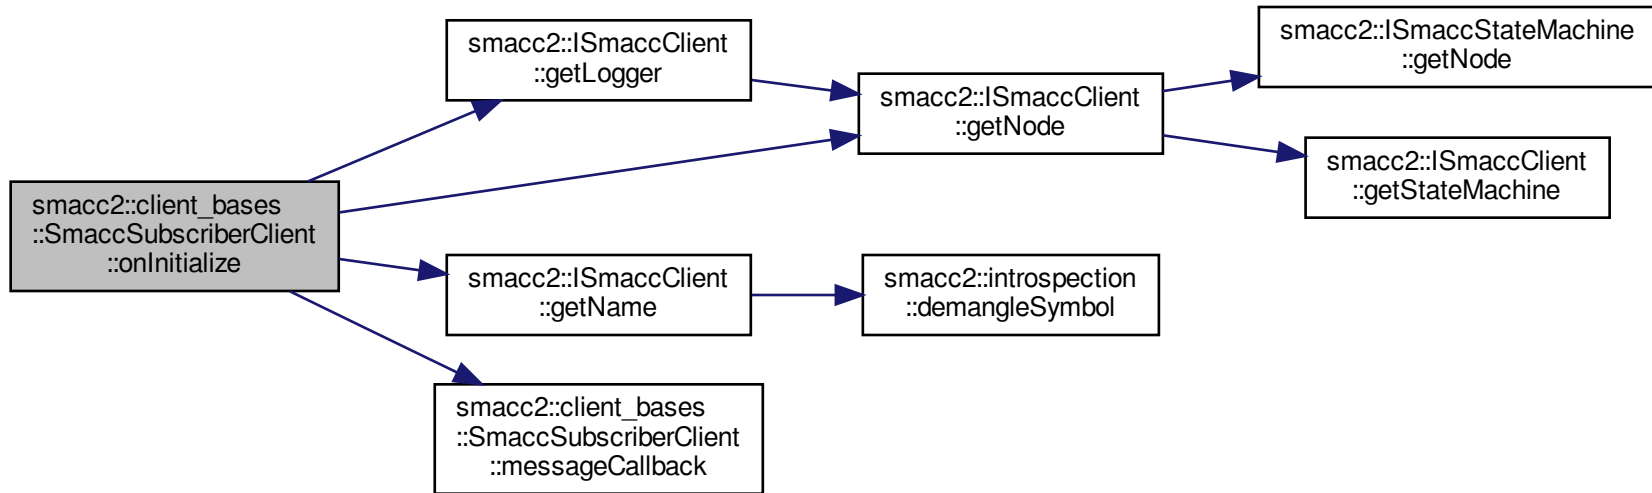 smacc2::client_bases
::SmaccSubscriberClient
::onInitialize
smacc2::ISmaccClient
::getLogger
smacc2::ISmaccClient
::getNode
smacc2::ISmaccStateMachine
::getNode
smacc2::ISmaccClient
::getStateMachine
smacc2::ISmaccClient
::getName
smacc2::introspection
::demangleSymbol
smacc2::client_bases
::SmaccSubscriberClient
::messageCallback